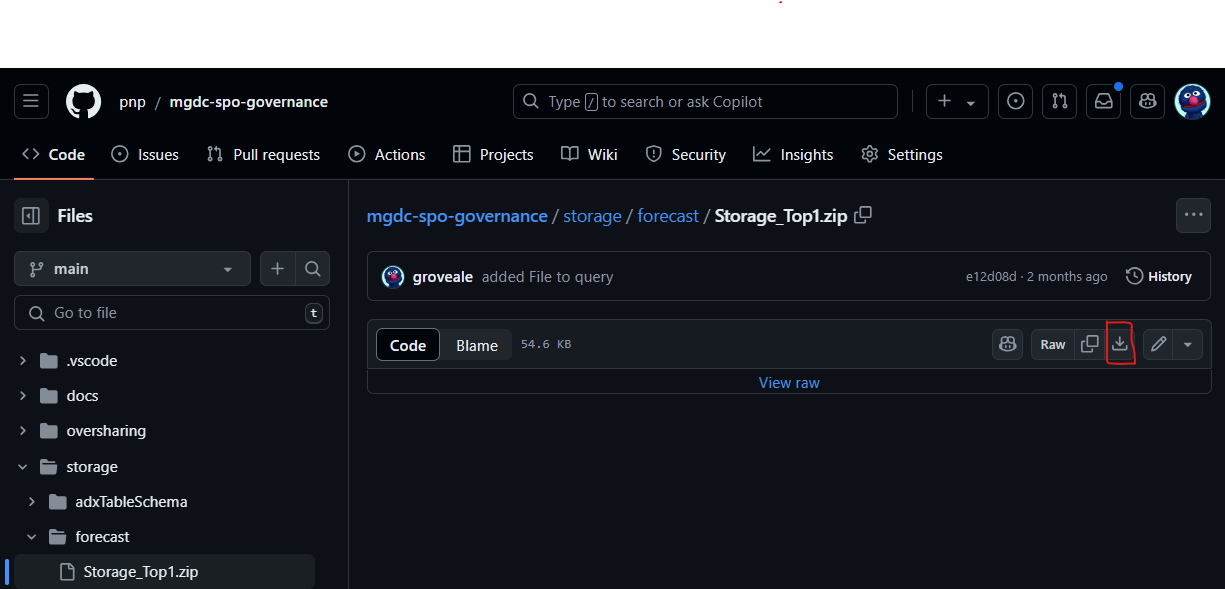 pnp / mgdc-spo-governance
Type / to search or ask Copilot
Code Issues Pull requests Actions Projects Wiki Security Insights Settings
Files
mgdc-spo-governance / storage / forecast / Storage_Top1.zip
main
groveale added File to query
e12d08d · 2 months ago History
Go to file t
Code Blame 54.6 KB
Raw
View raw
.vscode
docs
oversharing
storage
adxTableSchema
forecast
Storage_Top1.zip